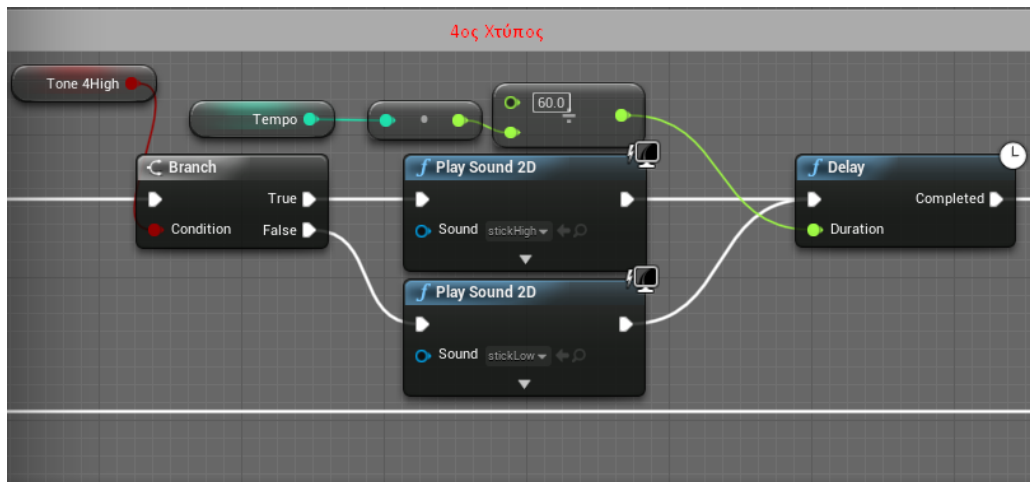 4ος Χτύπος
Tone 4High
Tempo
60.0
Branch
True
Condition
False
f Play Sound 2D
Sound
stickHigh
f Play Sound 2D
Sound
stickLow
f Delay
Completed
Duration